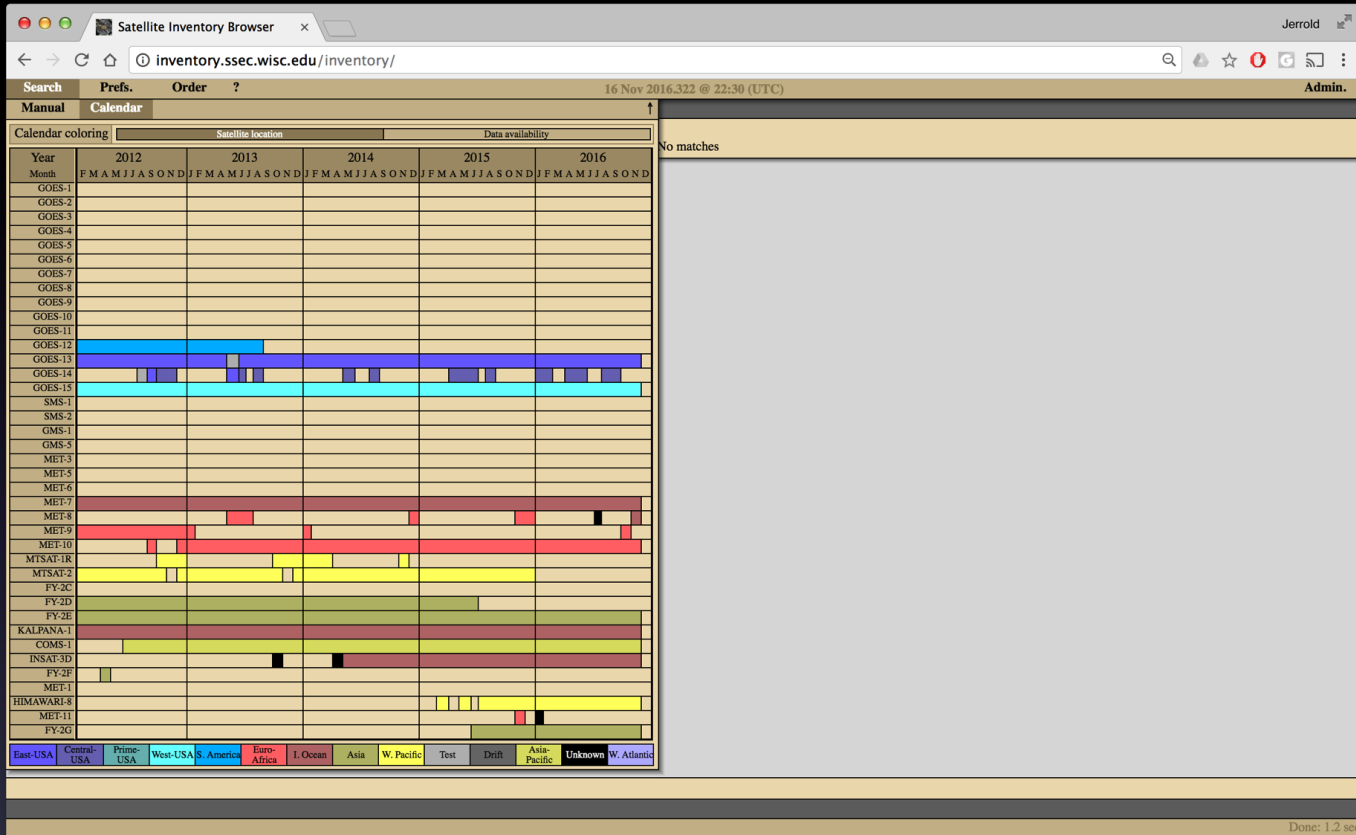 Satellite Inventory Browser ×
Jerrold
inventory.ssec.wisc.edu/inventory/
Search Prefs. Order ? 16 Nov 2016.322 @ 22:30 (UTC) Admin.
Manual Calendar ↑
Calendar coloring Satellite location Data availability
No matches
Year 2012 2013 2014 2015 2016
Month F M A M J J A S O N D J F M A M J J A S O N D J F M A M J J A S O N D J F M A M J J A S O N D J F M A M J J A S O N D
GOES-1
GOES-2
GOES-3
GOES-4
GOES-5
GOES-6
GOES-7
GOES-8
GOES-9
GOES-10
GOES-11
GOES-12
GOES-13
GOES-14
GOES-15
SMS-1
SMS-2
GMS-1
GMS-5
MET-3
MET-5
MET-6
MET-7
MET-8
MET-9
MET-10
MTSAT-1R
MTSAT-2
FY-2C
FY-2D
FY-2E
KALPANA-1
COMS-1
INSAT-3D
FY-2F
MET-1
HIMAWARI-8
MET-11
FY-2G
East-USA Central-USA Prime-USA West-USA S. America Euro-Africa I. Ocean Asia W. Pacific Test Drift Asia-Pacific Unknown W. Atlantic
Done: 1.2 sec